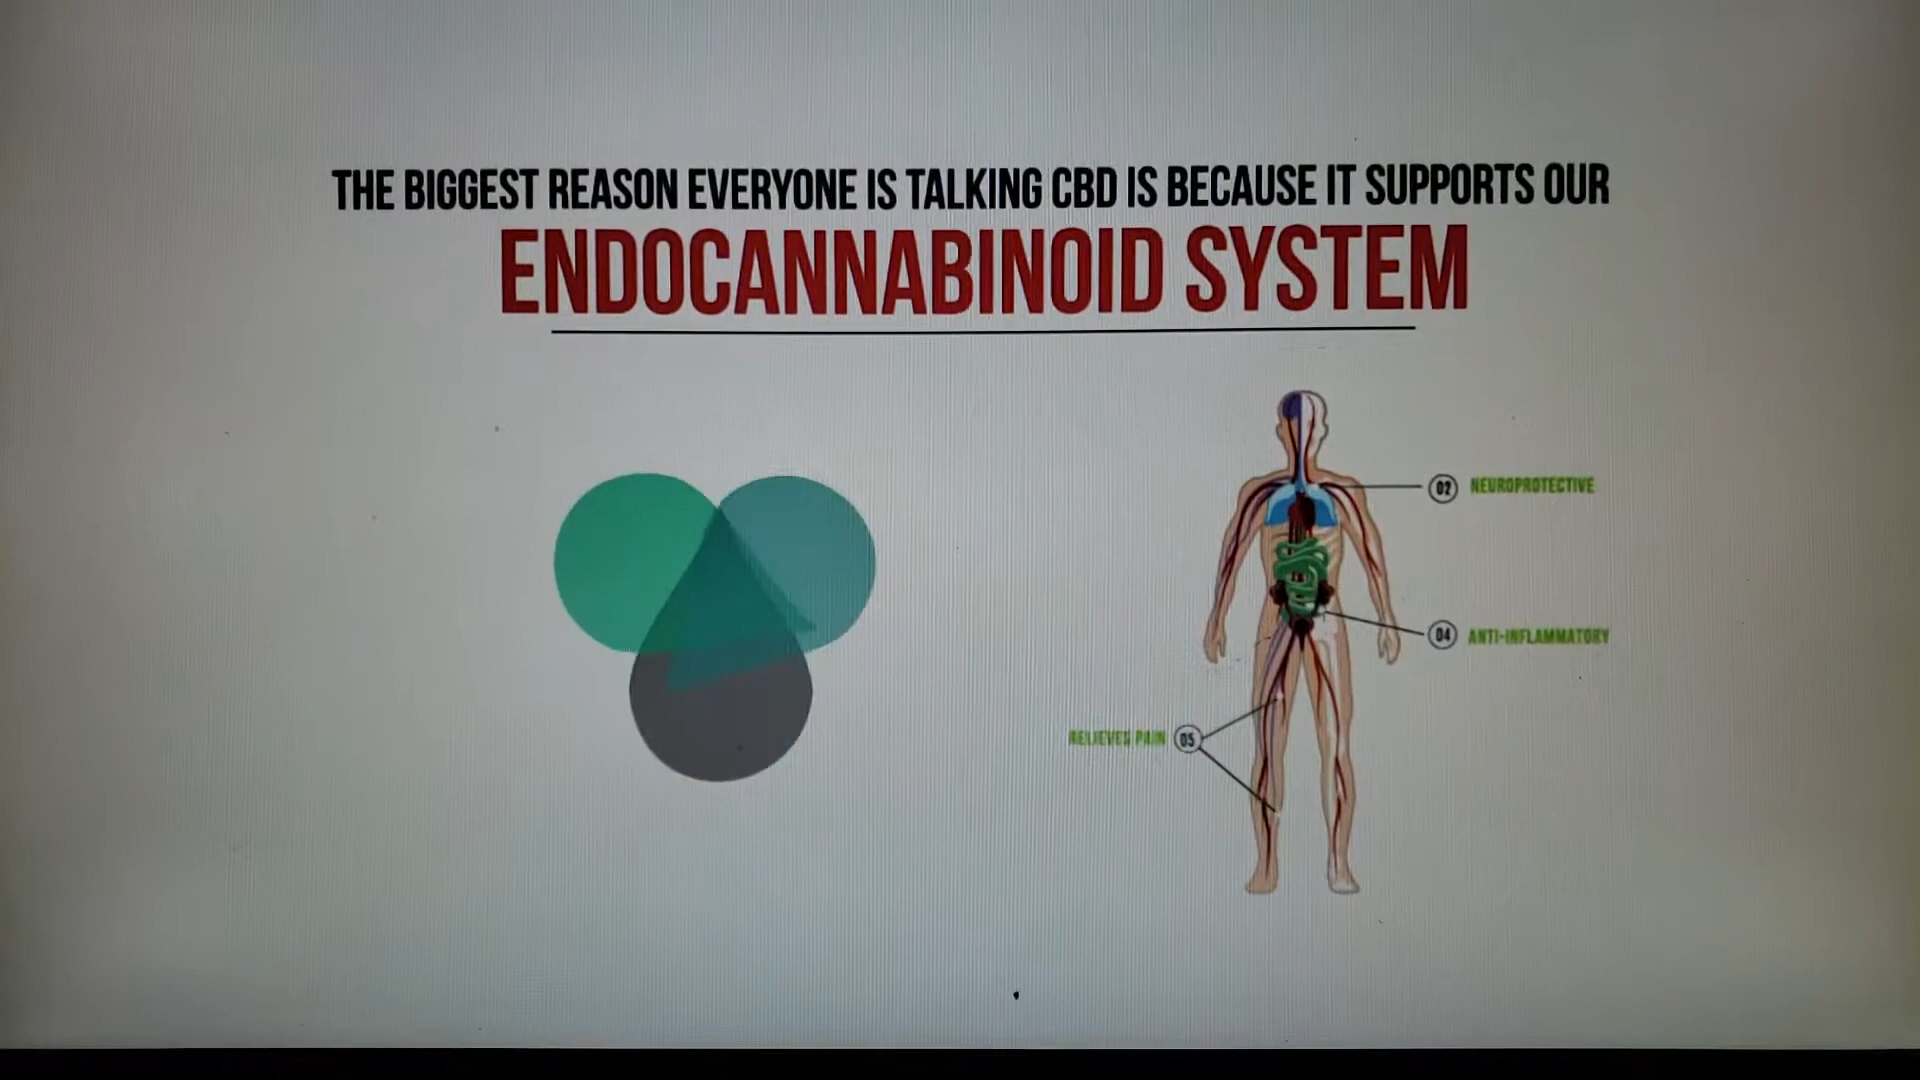 THE BIGGEST REASON EVERYONE IS TALKING CBD IS BECAUSE IT SUPPORTS OUR
ENDOCANNABINOID SYSTEM
02 NEUROPROTECTIVE
04 ANTI-INFLAMMATORY
RELIEVES PAIN 05